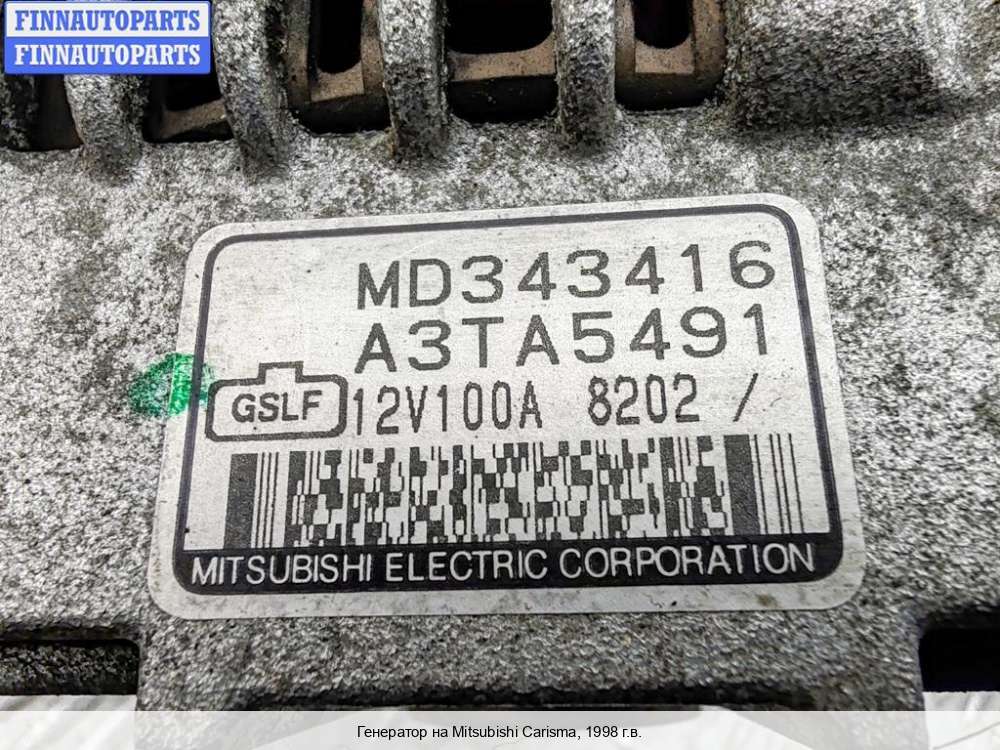 FINNAUTOPARTS
FINNAUTOPARTS
MD343416
A3TA5491
GSLF 12V100A 8202 /
MITSUBISHI ELECTRIC CORPORATION
Генератор на Mitsubishi Carisma, 1998 г.в.